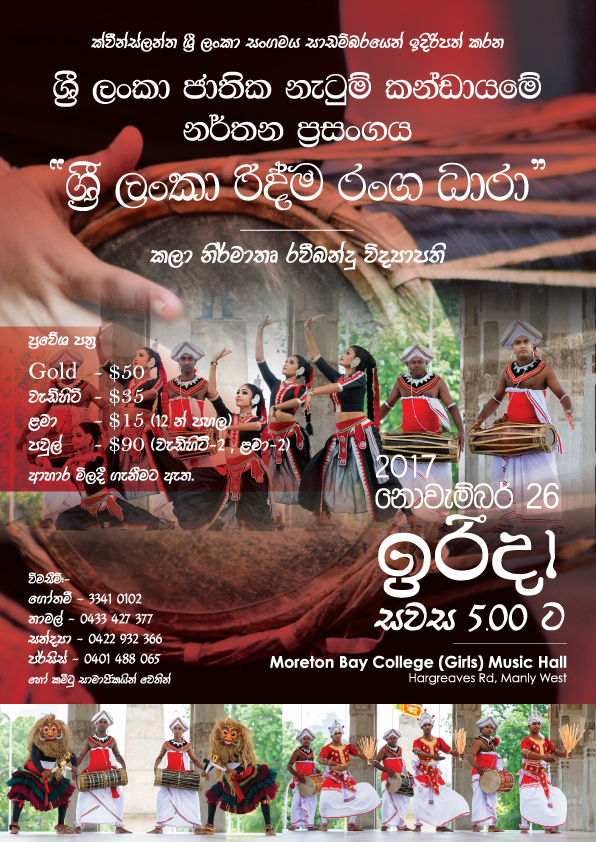 ක්වීන්ස්ලන්ත ශ්‍රී ලංකා සංගමය සාඩම්බරයෙන් ඉදිරිපත් කරන
ශ්‍රී ලංකා ජාතික නැටුම් කණ්ඩායමේ
නර්තන ප්‍රසංගය
“ශ්‍රී ලංකා රිද්ම රංග ධාරා”
කලා නිර්මාතෘ රවිබන්දු විද්‍යාපති
ප්‍රවේශ පත්‍ර
Gold - $50
වැඩිහිටි - $35
ළමා - $15 (12 න් පහල)
පවුල් - $90 (වැඩිහිටි-2 , ළමා-2)
ආහාර මිලදී ගැනීමට ඇත.
2017
නොවැම්බර් 26
ඉරිදා
සවස 5.00 ට
විමසීම්:-
ගෝතමී - 3341 0102
නාමල් - 0433 427 377
සන්ද්‍යා - 0422 932 366
පර්සිස් - 0401 488 065
හෝ කමිටු සාමාජිකයින් වෙතින්
Moreton Bay College (Girls) Music Hall
Hargreaves Rd, Manly West